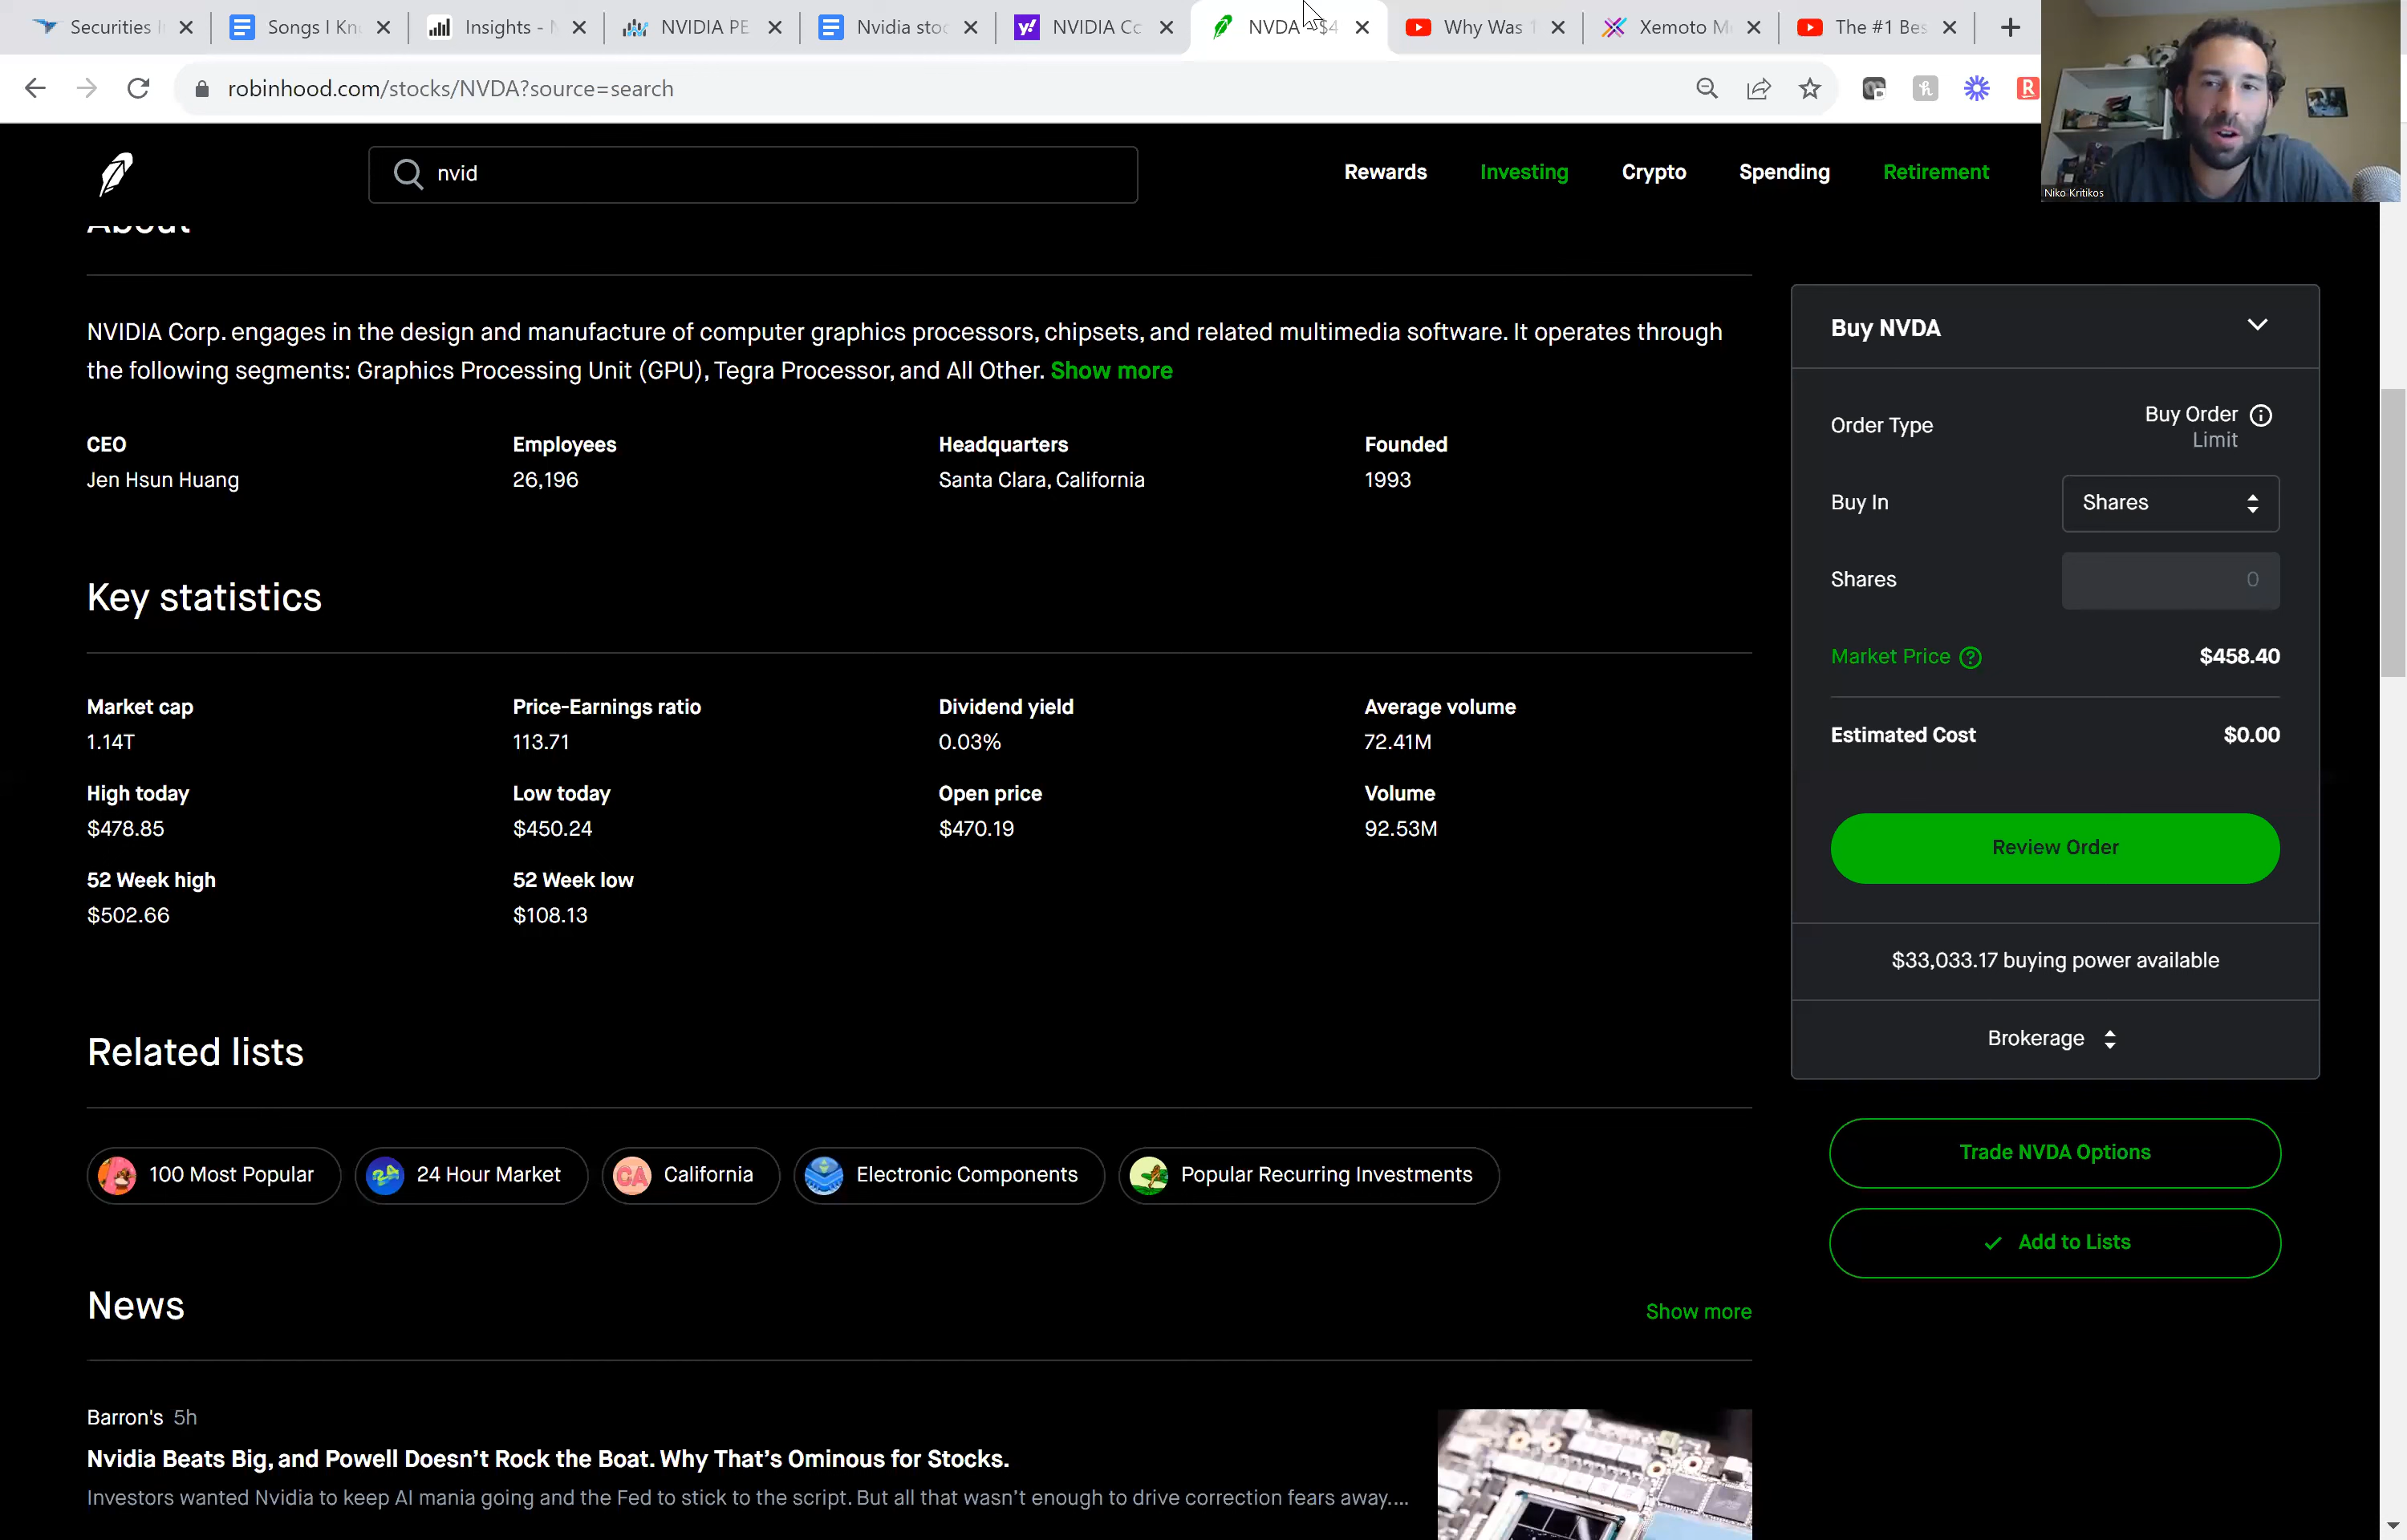 Securities I
Songs I Kn
Insights - N
NVIDIA PE
Nvidia stoc
NVIDIA Co
NVDA - $4
Why Was 1
Xemoto M
The #1 Bes
robinhood.com/stocks/NVDA?source=search
Niko Kritikos
nvid
Rewards
Investing
Crypto
Spending
Retirement
About
NVIDIA Corp. engages in the design and manufacture of computer graphics processors, chipsets, and related multimedia software. It operates through
the following segments: Graphics Processing Unit (GPU), Tegra Processor, and All Other. Show more
CEO
Jen Hsun Huang
Employees
26,196
Headquarters
Santa Clara, California
Founded
1993
Key statistics
Market cap
1.14T
Price-Earnings ratio
113.71
Dividend yield
0.03%
Average volume
72.41M
High today
$478.85
Low today
$450.24
Open price
$470.19
Volume
92.53M
52 Week high
$502.66
52 Week low
$108.13
Related lists
100 Most Popular
24 Hour Market
CA California
Electronic Components
Popular Recurring Investments
News
Show more
Barron's 5h
Nvidia Beats Big, and Powell Doesn't Rock the Boat. Why That's Ominous for Stocks.
Investors wanted Nvidia to keep AI mania going and the Fed to stick to the script. But all that wasn't enough to drive correction fears away....
Buy NVDA
Order Type
Buy Order
Limit
Buy In
Shares
Shares
0
Market Price
$458.40
Estimated Cost
$0.00
Review Order
$33,033.17 buying power available
Brokerage
Trade NVDA Options
Add to Lists